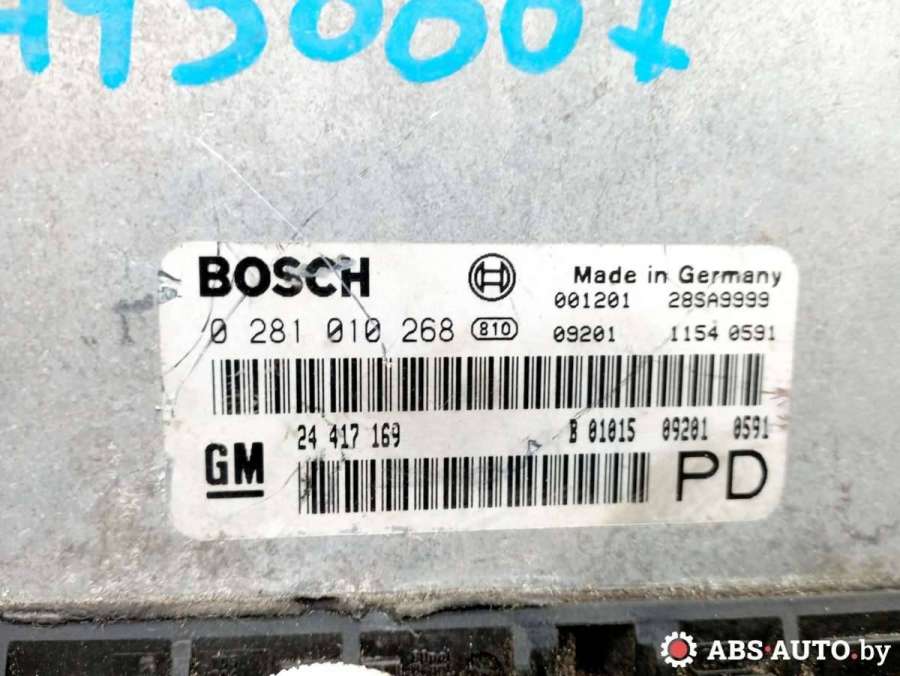 BOSCH
Made in Germany
001201 28SA9999
0 281 010 268 810
09201 1154 0591
24 417 169
B 01015 09201 0591
GM
PD
ABS-AUTO.by